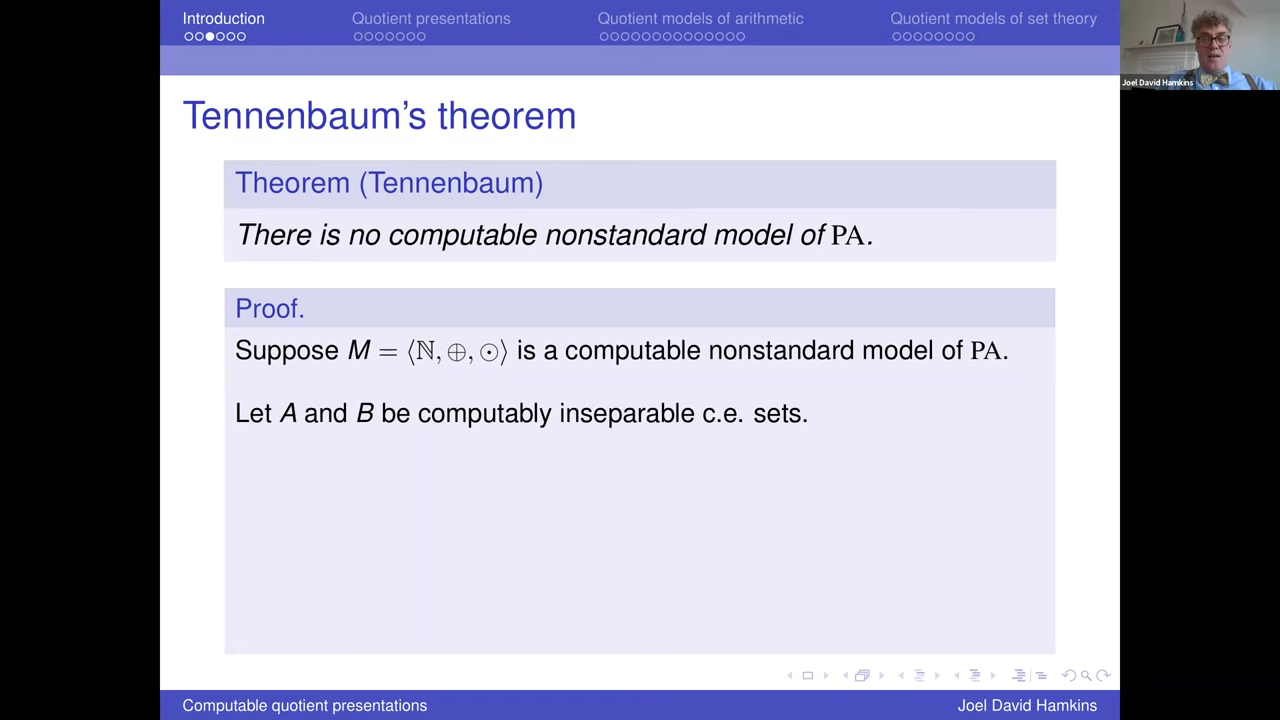 Introduction
Quotient presentations
Quotient models of arithmetic
Quotient models of set theory
Joel David Hamkins
Tennenbaum's theorem
Theorem (Tennenbaum)
There is no computable nonstandard model of PA.
Proof.
Suppose M = ⟨ℕ, ⊕, ⊙⟩ is a computable nonstandard model of PA.
Let A and B be computably inseparable c.e. sets.
Computable quotient presentations
Joel David Hamkins